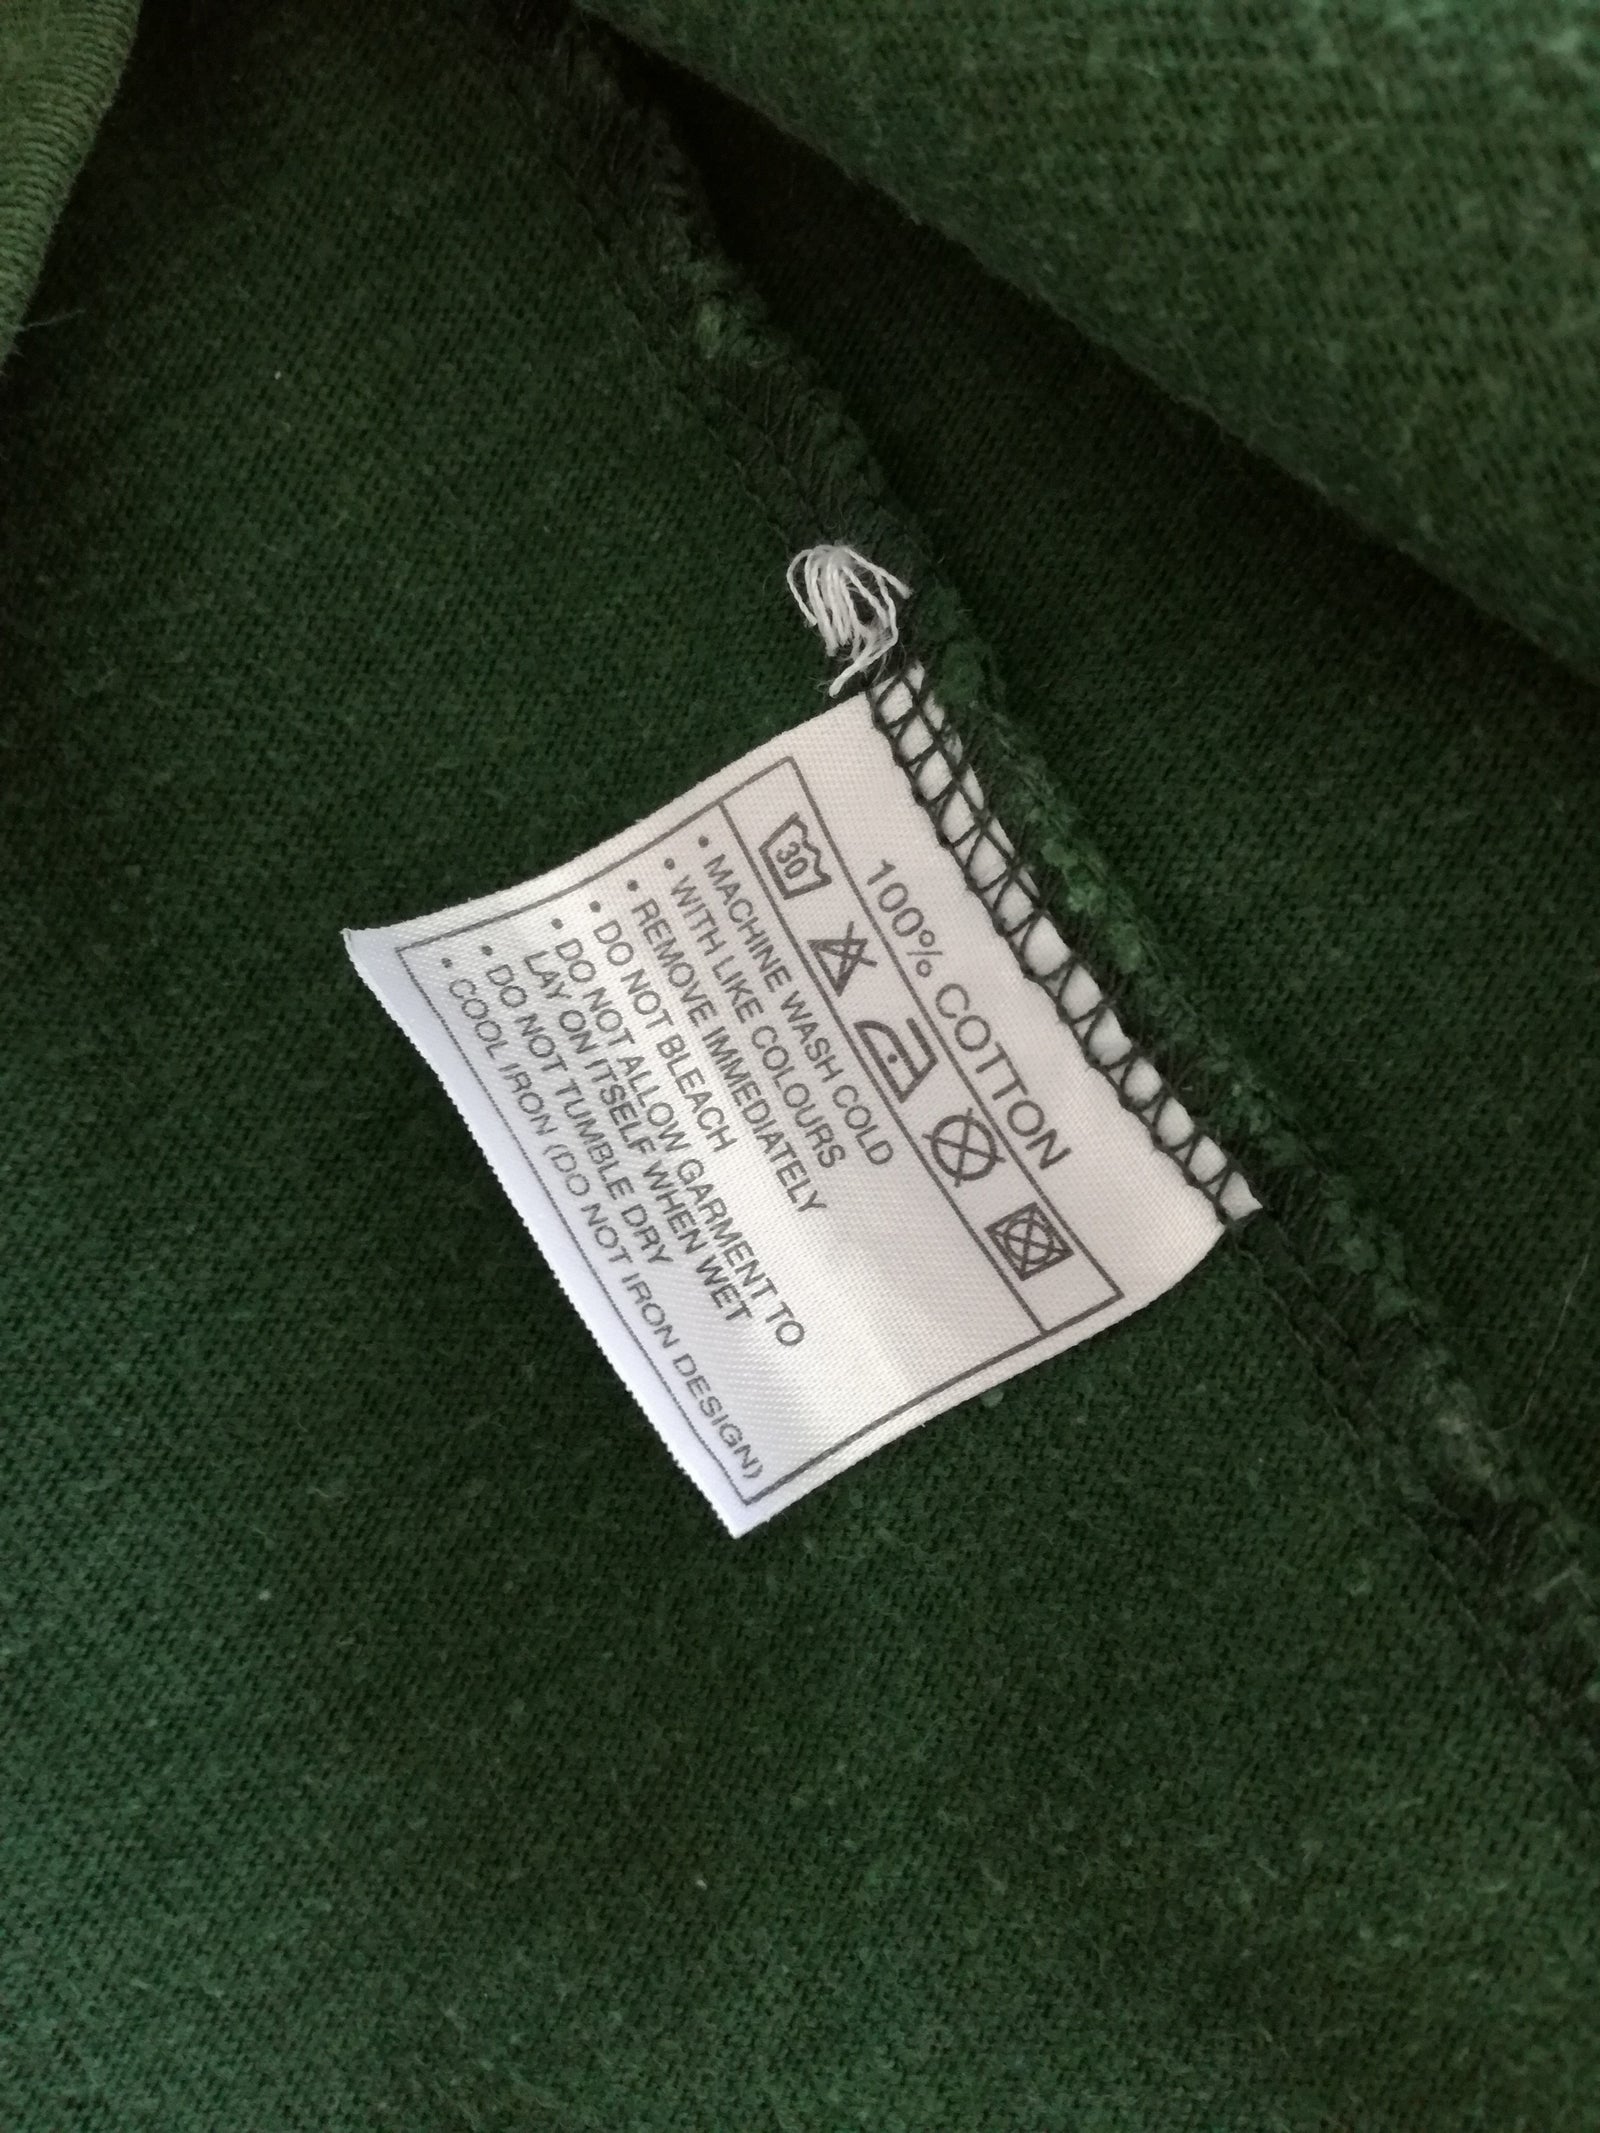 100% COTTON
30
• MACHINE WASH COLD
• WITH LIKE COLOURS
• REMOVE IMMEDIATELY
• DO NOT BLEACH
• DO NOT ALLOW GARMENT TO
LAY ON ITSELF WHEN WET
• DO NOT TUMBLE DRY
• COOL IRON (DO NOT IRON DESIGN)